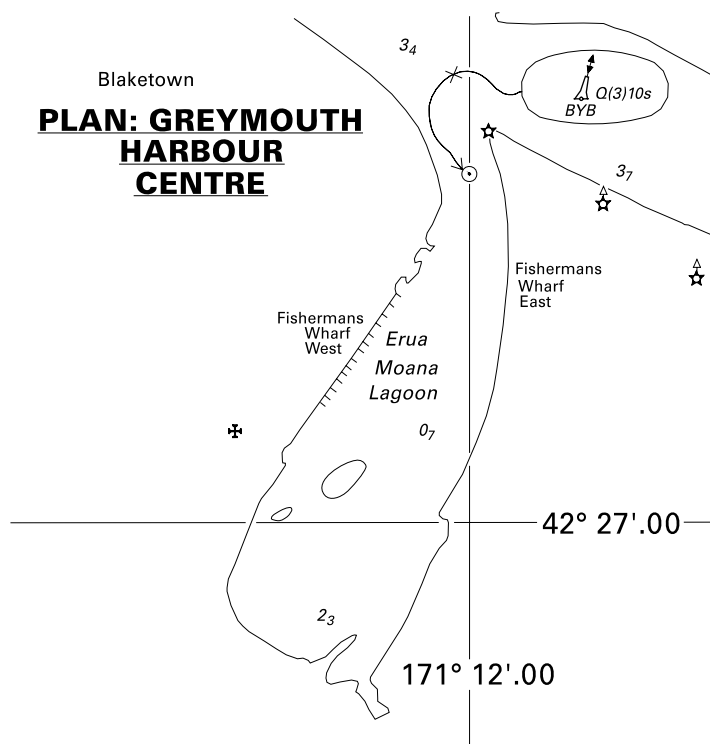 3₄
Blaketown
PLAN: GREYMOUTH
HARBOUR
CENTRE
Q(3)10s
BYB
3₇
Fishermans
Wharf
East
Fishermans
Wharf
West
Erua
Moana
Lagoon
0₇
42° 27'.00
2₃
171° 12'.00